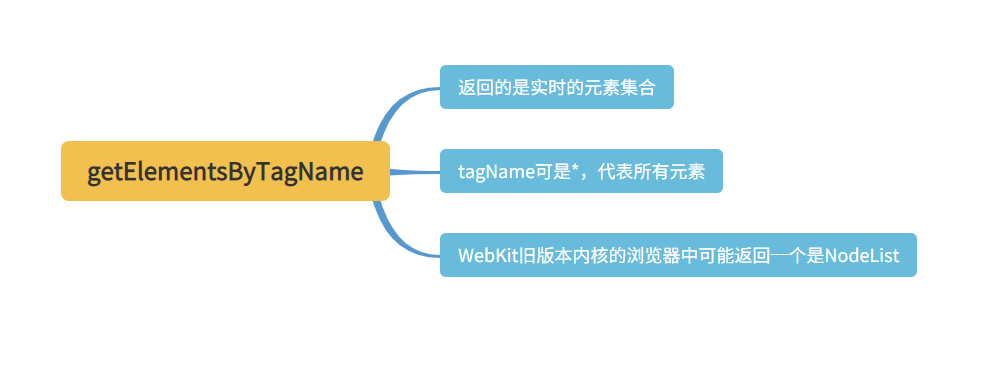 返回的是实时的元素集合
getElementsByTagName
tagName可是*，代表所有元素
WebKit旧版本内核的浏览器中可能返回一个是NodeList